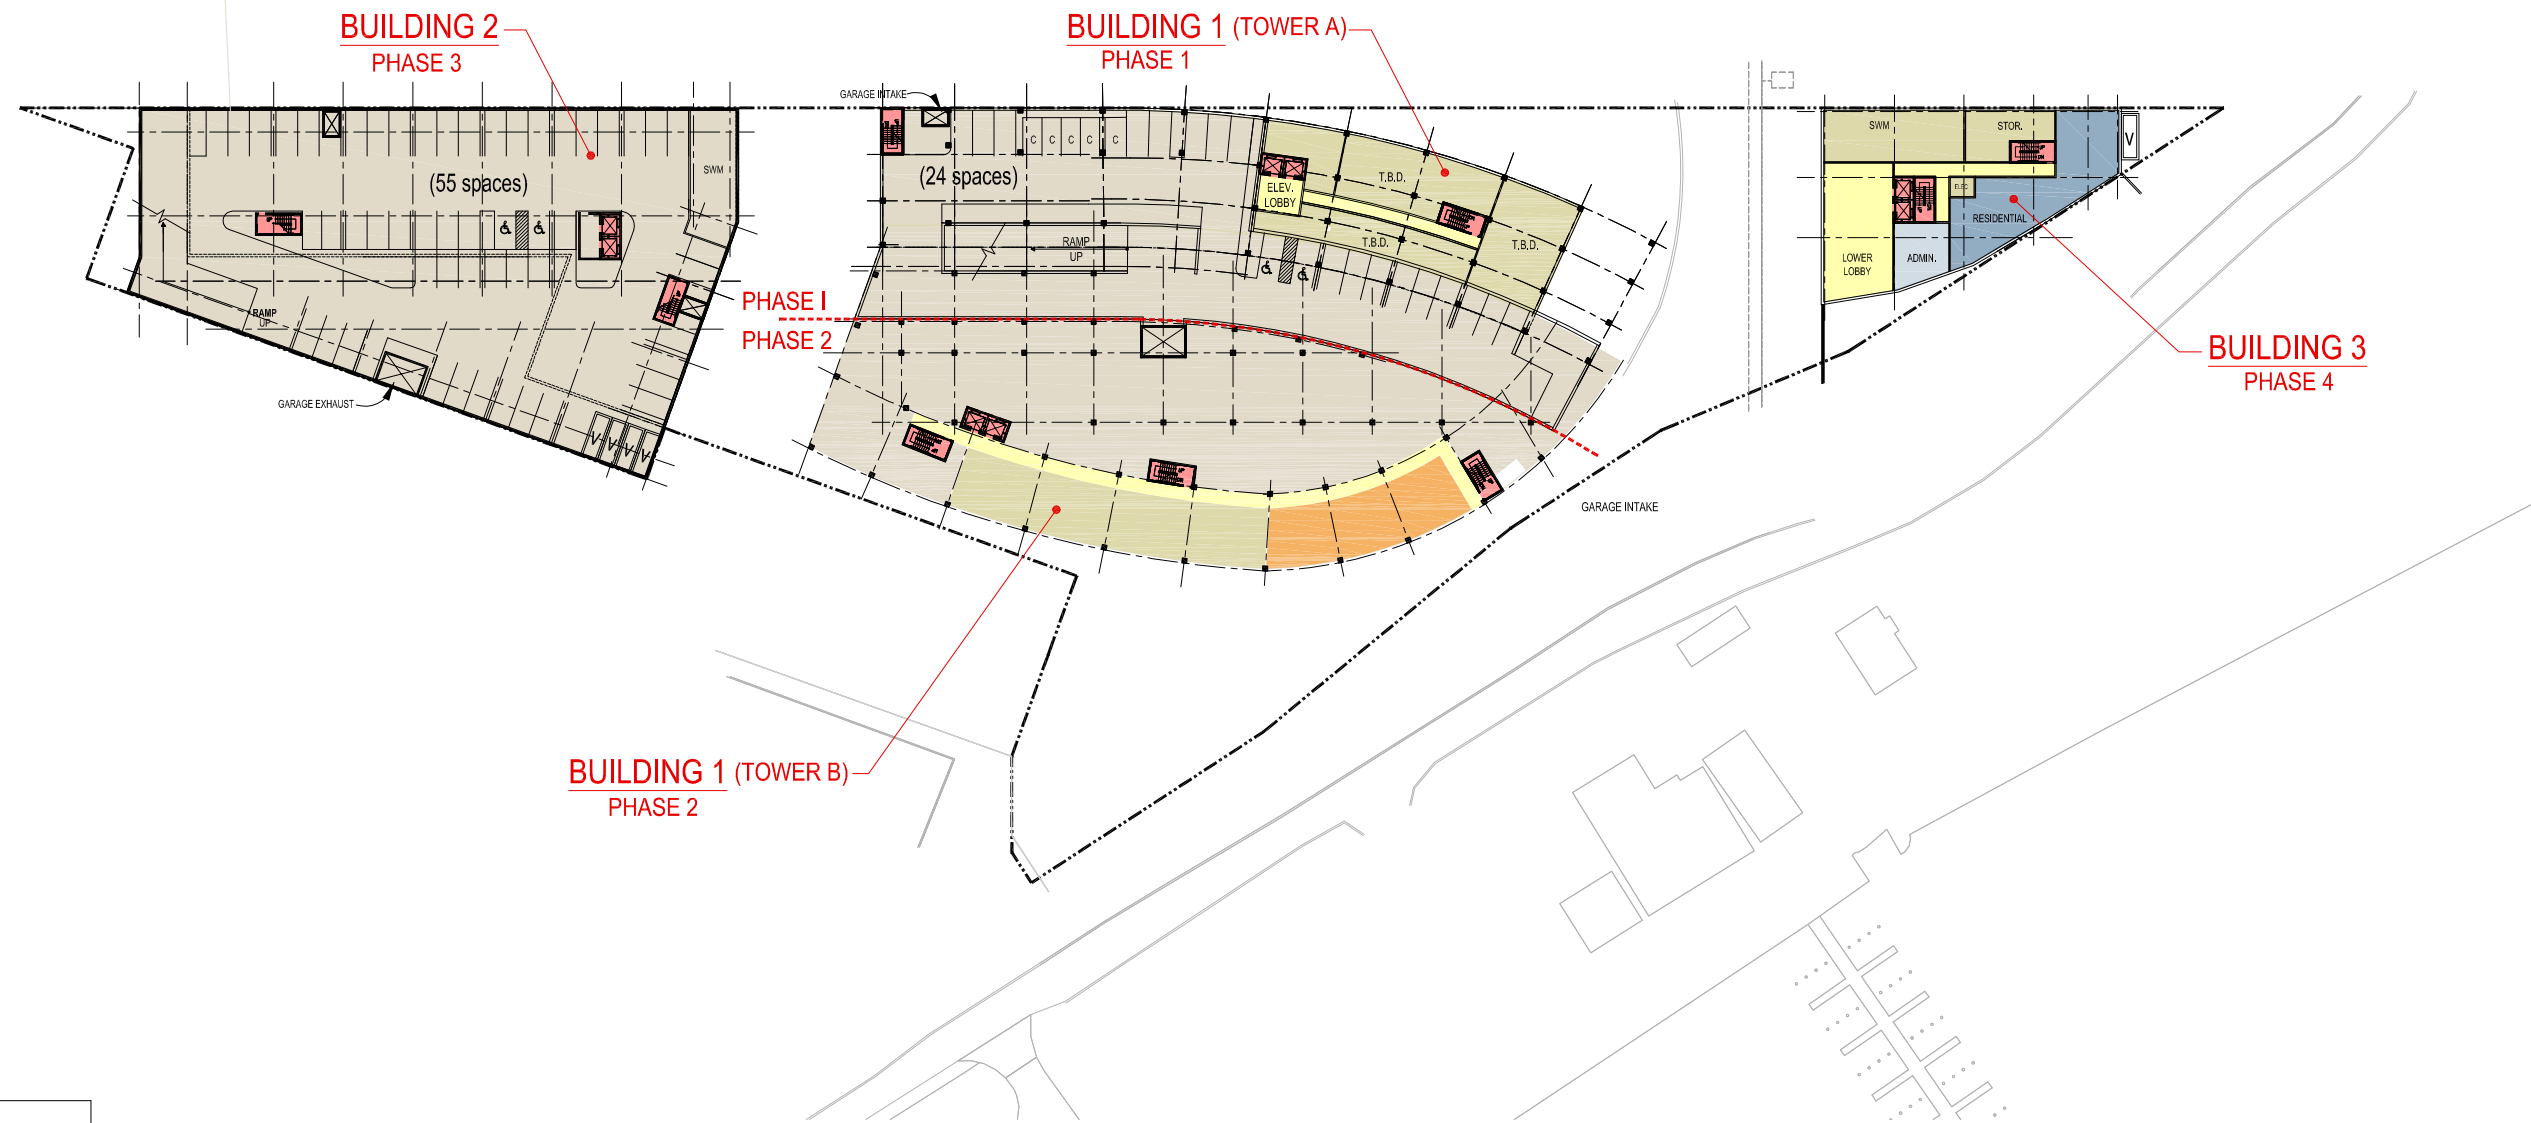 BUILDING 2
PHASE 3
BUILDING 1 (TOWER A)
PHASE 1
GARAGE INTAKE
(55 spaces)
SWM
RAMP
UP
GARAGE EXHAUST
V V V V
(24 spaces)
C C C C C
RAMP
UP
ELEV.
LOBBY
T.B.D.
T.B.D.
T.B.D.
PHASE I
PHASE 2
GARAGE INTAKE
SWM
STOR.
V
ELEC
RESIDENTIAL
LOWER
LOBBY
ADMIN.
BUILDING 3
PHASE 4
BUILDING 1 (TOWER B)
PHASE 2